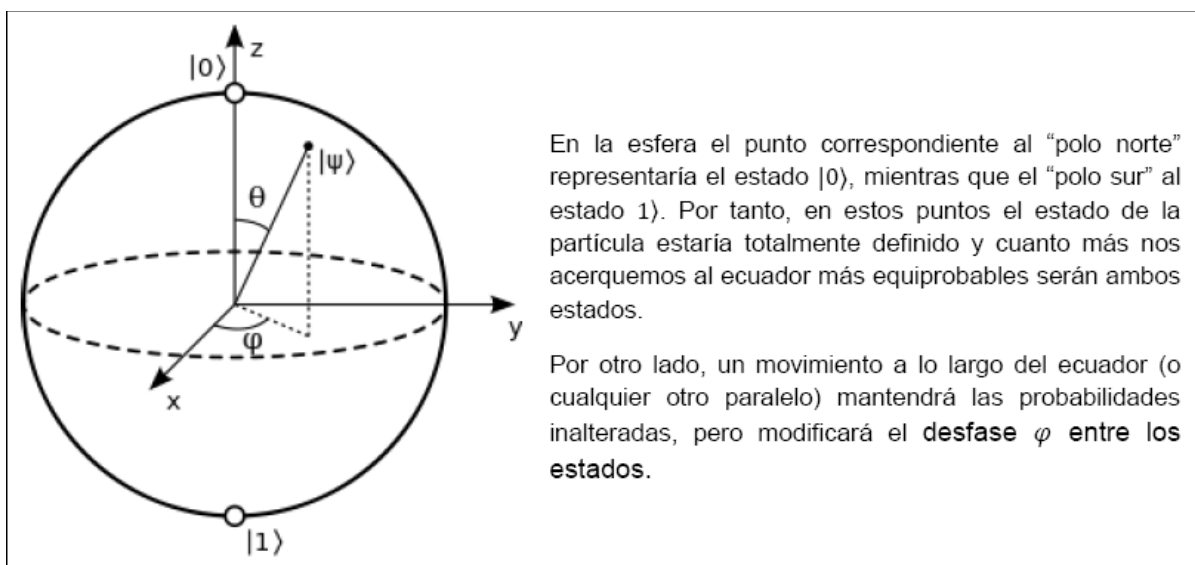 z
|0⟩
|ψ⟩
θ
y
φ
x
|1⟩
En la esfera el punto correspondiente al “polo norte”
representaría el estado |0⟩, mientras que el “polo sur” al
estado 1⟩. Por tanto, en estos puntos el estado de la
partícula estaría totalmente definido y cuanto más nos
acerquemos al ecuador más equiprobables serán ambos
estados.
Por otro lado, un movimiento a lo largo del ecuador (o
cualquier otro paralelo) mantendrá las probabilidades
inalteradas, pero modificará el desfase φ entre los
estados.